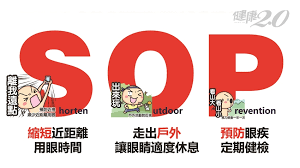 健康2.0
SOP
離我遠點
出來玩
horten
utdoor
revention
縮短近距離
用眼時間
走出戶外
讓眼睛適度休息
預防眼疾
定期健檢